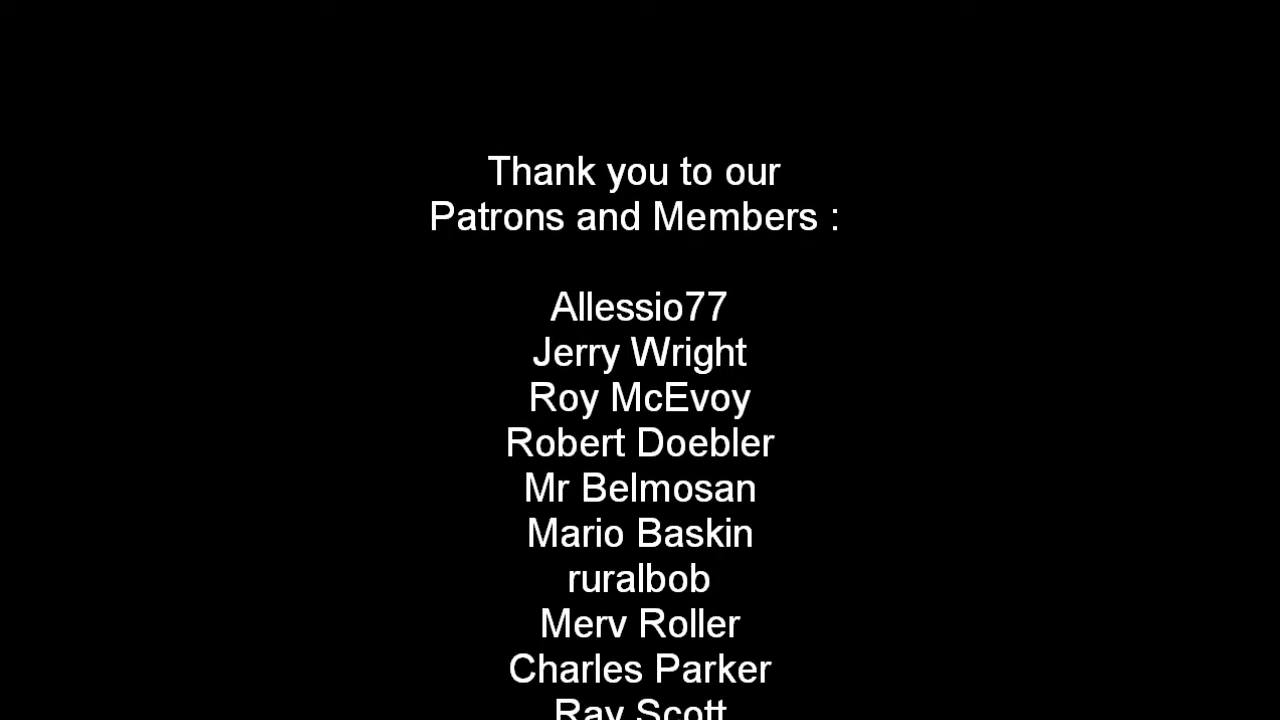 Thank you to our
Patrons and Members :
Allessio77
Jerry Wright
Roy McEvoy
Robert Doebler
Mr Belmosan
Mario Baskin
ruralbob
Merv Roller
Charles Parker
Ray Scott